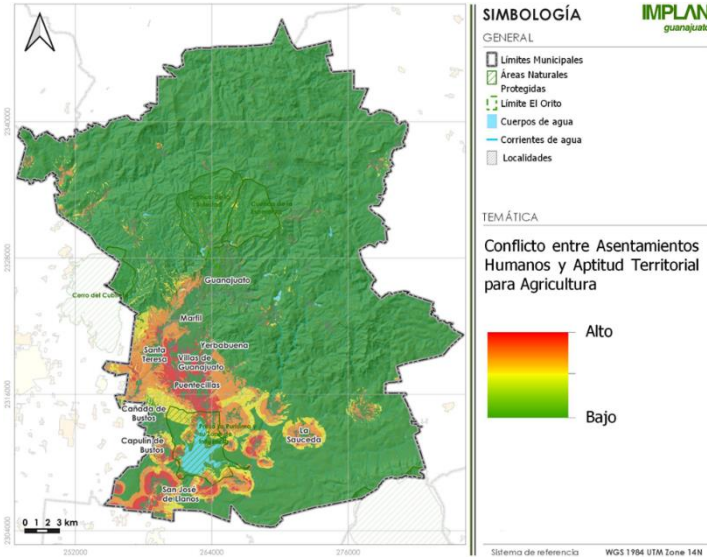 SIMBOLOGÍA
IMPLAN
guanajuato
GENERAL
Límites Municipales
Áreas Naturales
Protegidas
Límite El Orito
Cuerpos de agua
Corrientes de agua
Localidades
TEMÁTICA
Conflicto entre Asentamientos
Humanos y Aptitud Territorial
para Agricultura
Alto
Bajo
Sistema de referencia WGS 1984 UTM Zone 14N
2340000
2328000
2316000
2304000
252000
264000
276000
Cerro del
Guanajuato
Marfil
Yerbabuena
Santa
Teresa
Villas de
Guanajuato
Puentecillas
Cañada de
Bustos
Capulín de
Bustos
La
Sauceda
San José
de Llanos
0 1 2 3 km